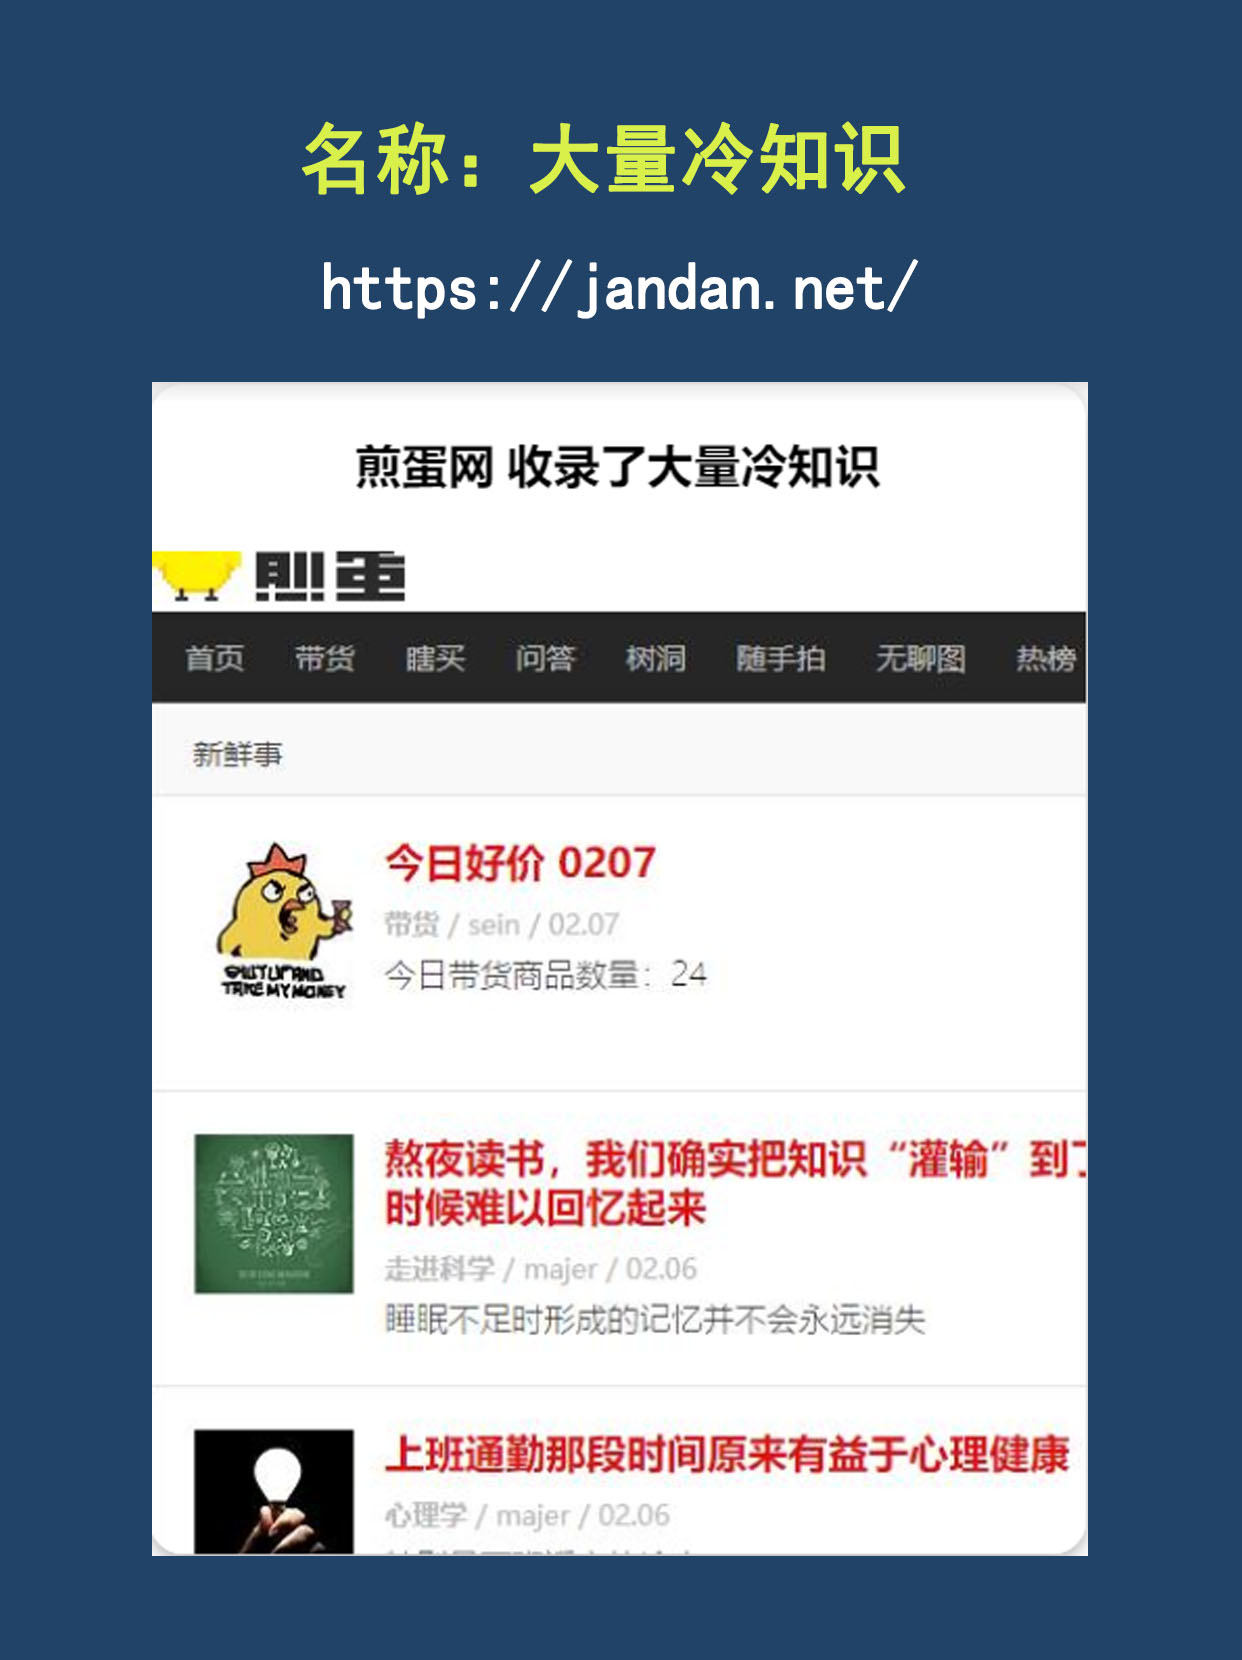 名称：大量冷知识
https://jandan.net/
煎蛋网 收录了大量冷知识
煎蛋
首页 带货 瞎买 问答 树洞 随手拍 无聊图 热榜
新鲜事
今日好价 0207
带货 / sein / 02.07
今日带货商品数量：24
SHUT UP AND
TAKE MY MONEY
熬夜读书，我们确实把知识“灌输”到了
时候难以回忆起来
走进科学 / majer / 02.06
睡眠不足时形成的记忆并不会永远消失
上班通勤那段时间原来有益于心理健康
心理学 / majer / 02.06